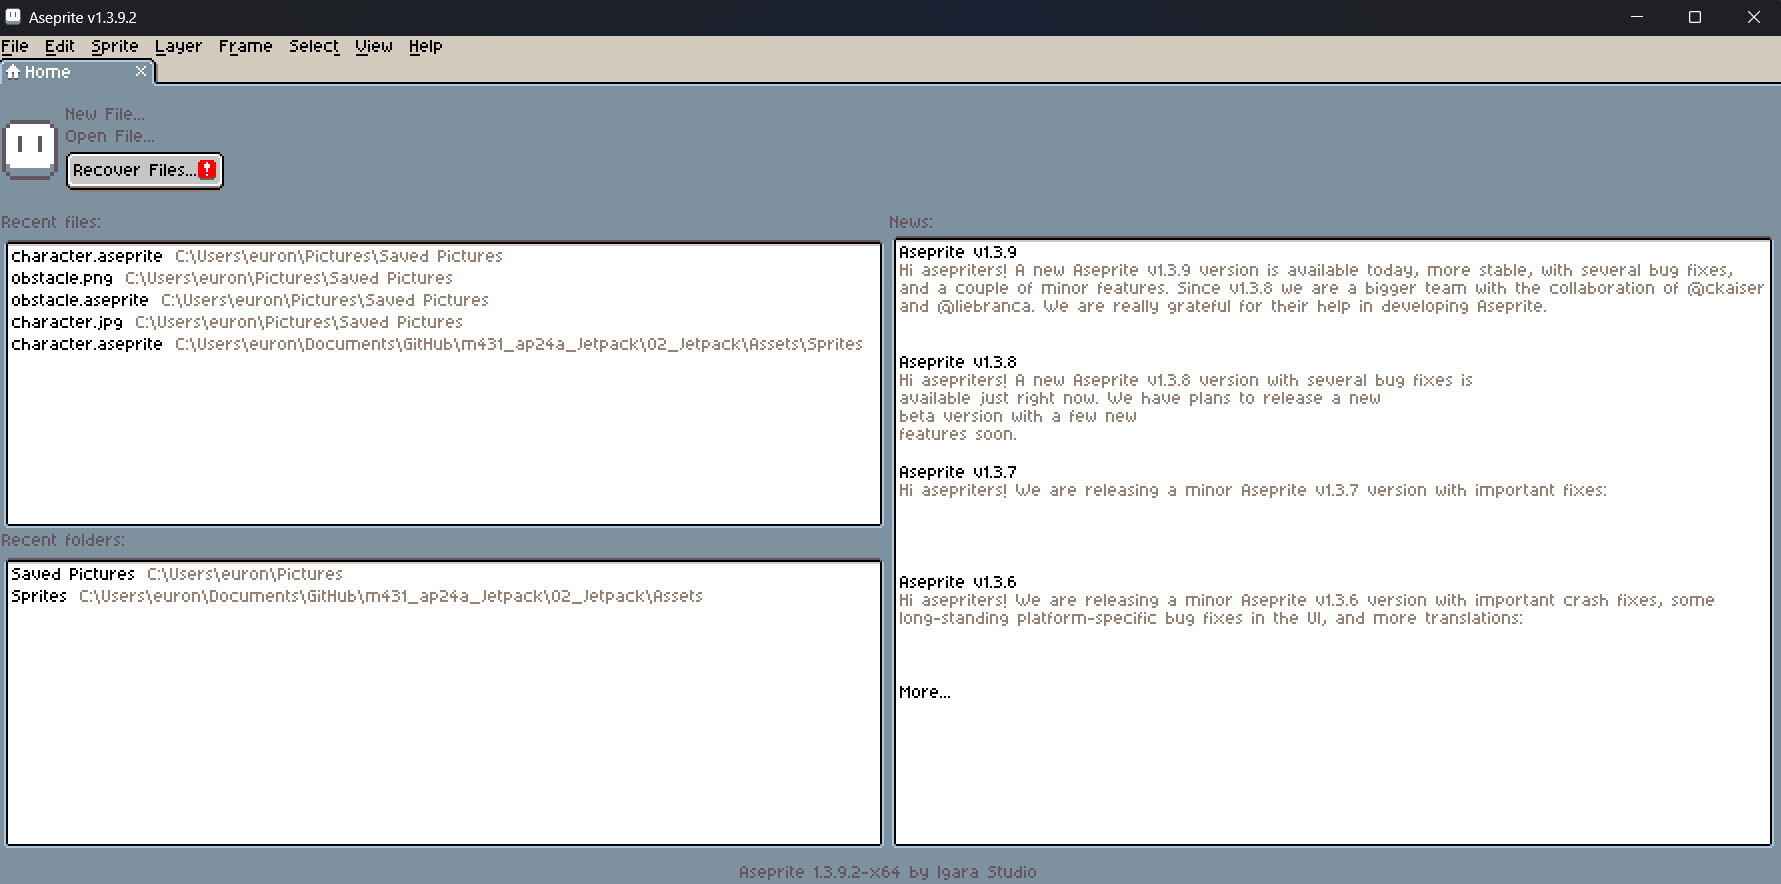 Aseprite v1.3.9.2
File Edit Sprite Layer Frame Select View Help
Home
New File...
Open File...
Recover Files...
Recent files:
character.aseprite C:\Users\euron\Pictures\Saved Pictures
obstacle.png C:\Users\euron\Pictures\Saved Pictures
obstacle.aseprite C:\Users\euron\Pictures\Saved Pictures
character.jpg C:\Users\euron\Pictures\Saved Pictures
character.aseprite C:\Users\euron\Documents\GitHub\m431_ap24a_Jetpack\02_Jetpack\Assets\Sprites
Recent folders:
Saved Pictures C:\Users\euron\Pictures
Sprites C:\Users\euron\Documents\GitHub\m431_ap24a_Jetpack\02_Jetpack\Assets
News:
Aseprite v1.3.9
Hi asepriters! A new Aseprite v1.3.9 version is available today, more stable, with several bug fixes,
and a couple of minor features. Since v1.3.8 we are a bigger team with the collaboration of @ckaiser
and @liebranca. We are really grateful for their help in developing Aseprite.
Aseprite v1.3.8
Hi asepriters! A new Aseprite v1.3.8 version with several bug fixes is
available just right now. We have plans to release a new
beta version with a few new
features soon.
Aseprite v1.3.7
Hi asepriters! We are releasing a minor Aseprite v1.3.7 version with important fixes:
Aseprite v1.3.6
Hi asepriters! We are releasing a minor Aseprite v1.3.6 version with important crash fixes, some
long-standing platform-specific bug fixes in the UI, and more translations:
More...
Aseprite 1.3.9.2-x64 by Igara Studio